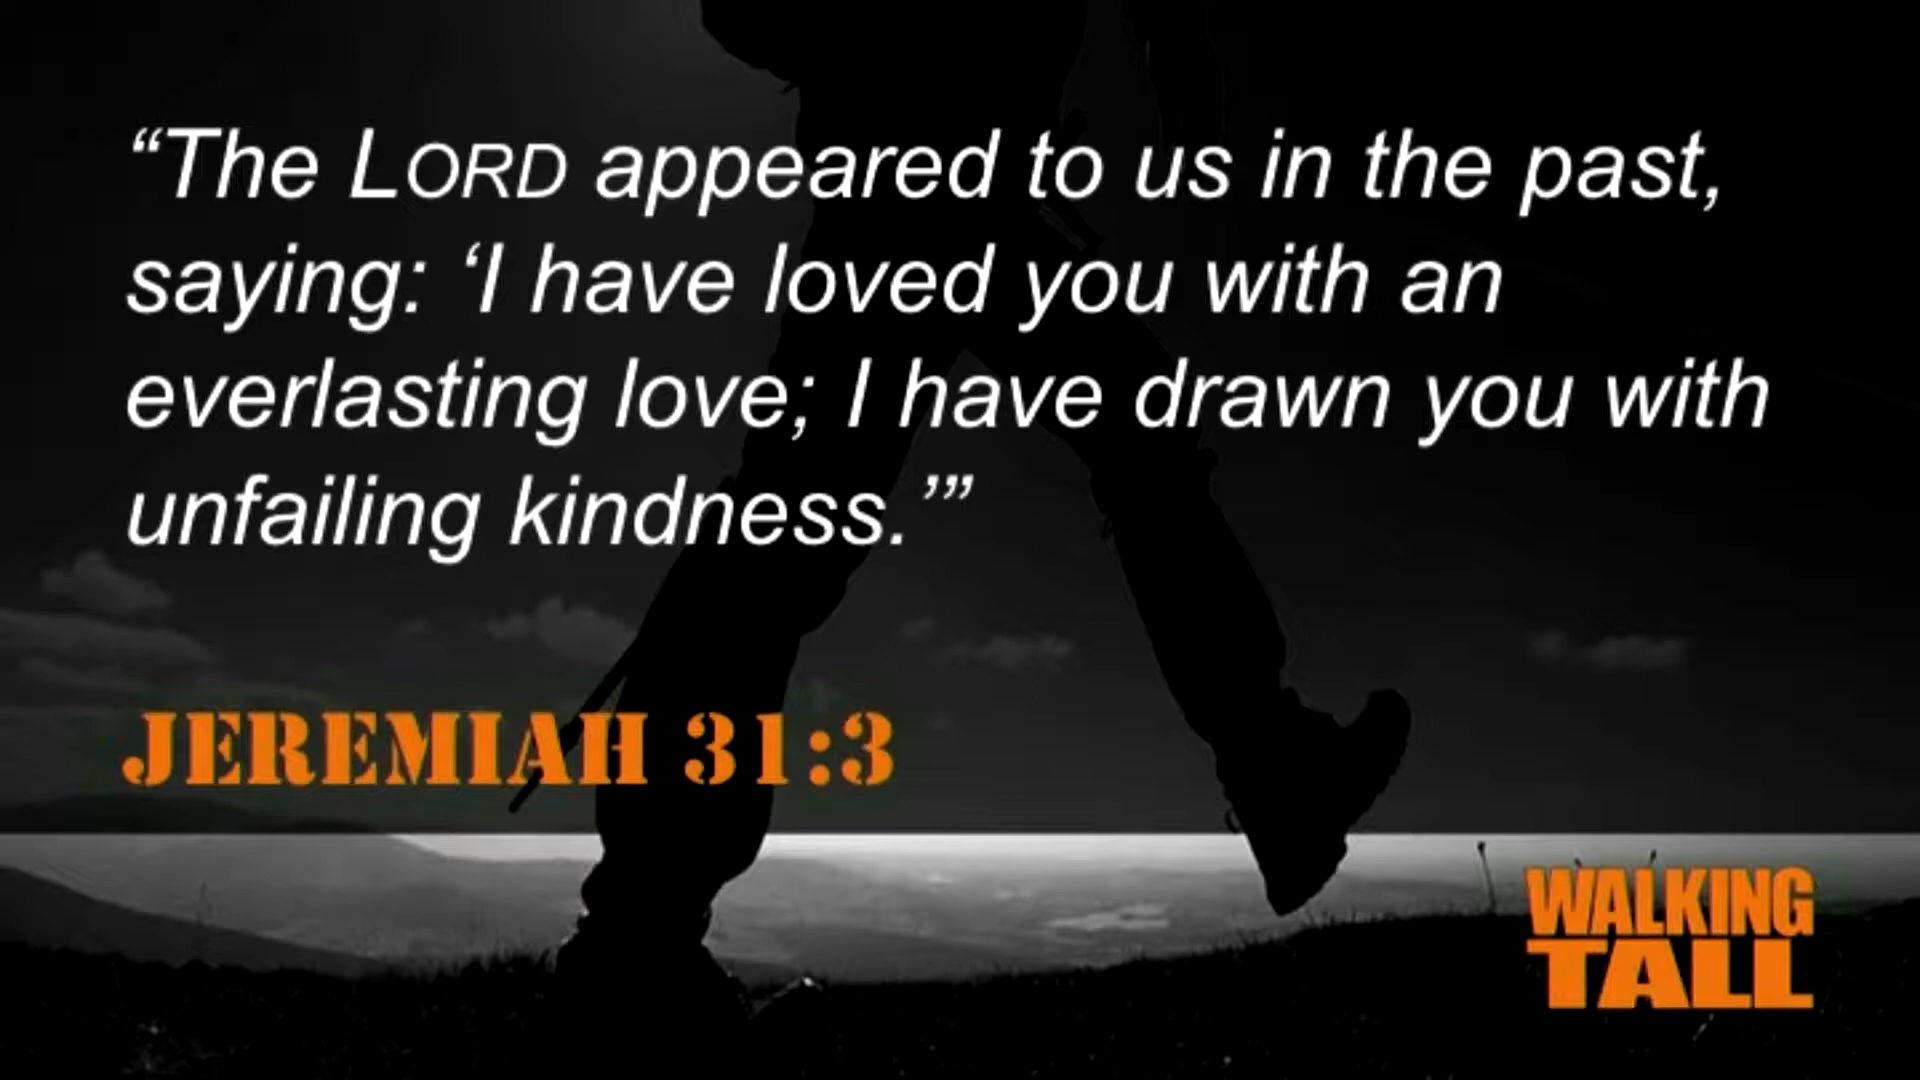 “The LORD appeared to us in the past,
saying: ‘I have loved you with an
everlasting love; I have drawn you with
unfailing kindness.’”
JEREMIAH 31:3
WALKING
TALL